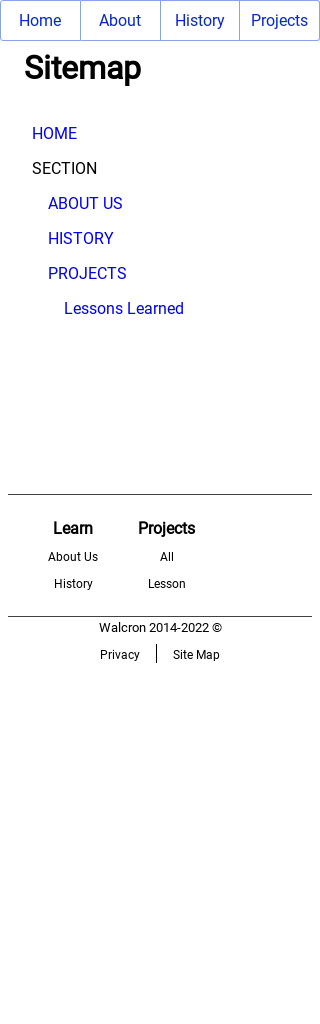 Home About History Projects
Sitemap
HOME
SECTION
ABOUT US
HISTORY
PROJECTS
Lessons Learned
Learn Projects
About Us All
History Lesson
Walcron 2014-2022 ©
Privacy Site Map